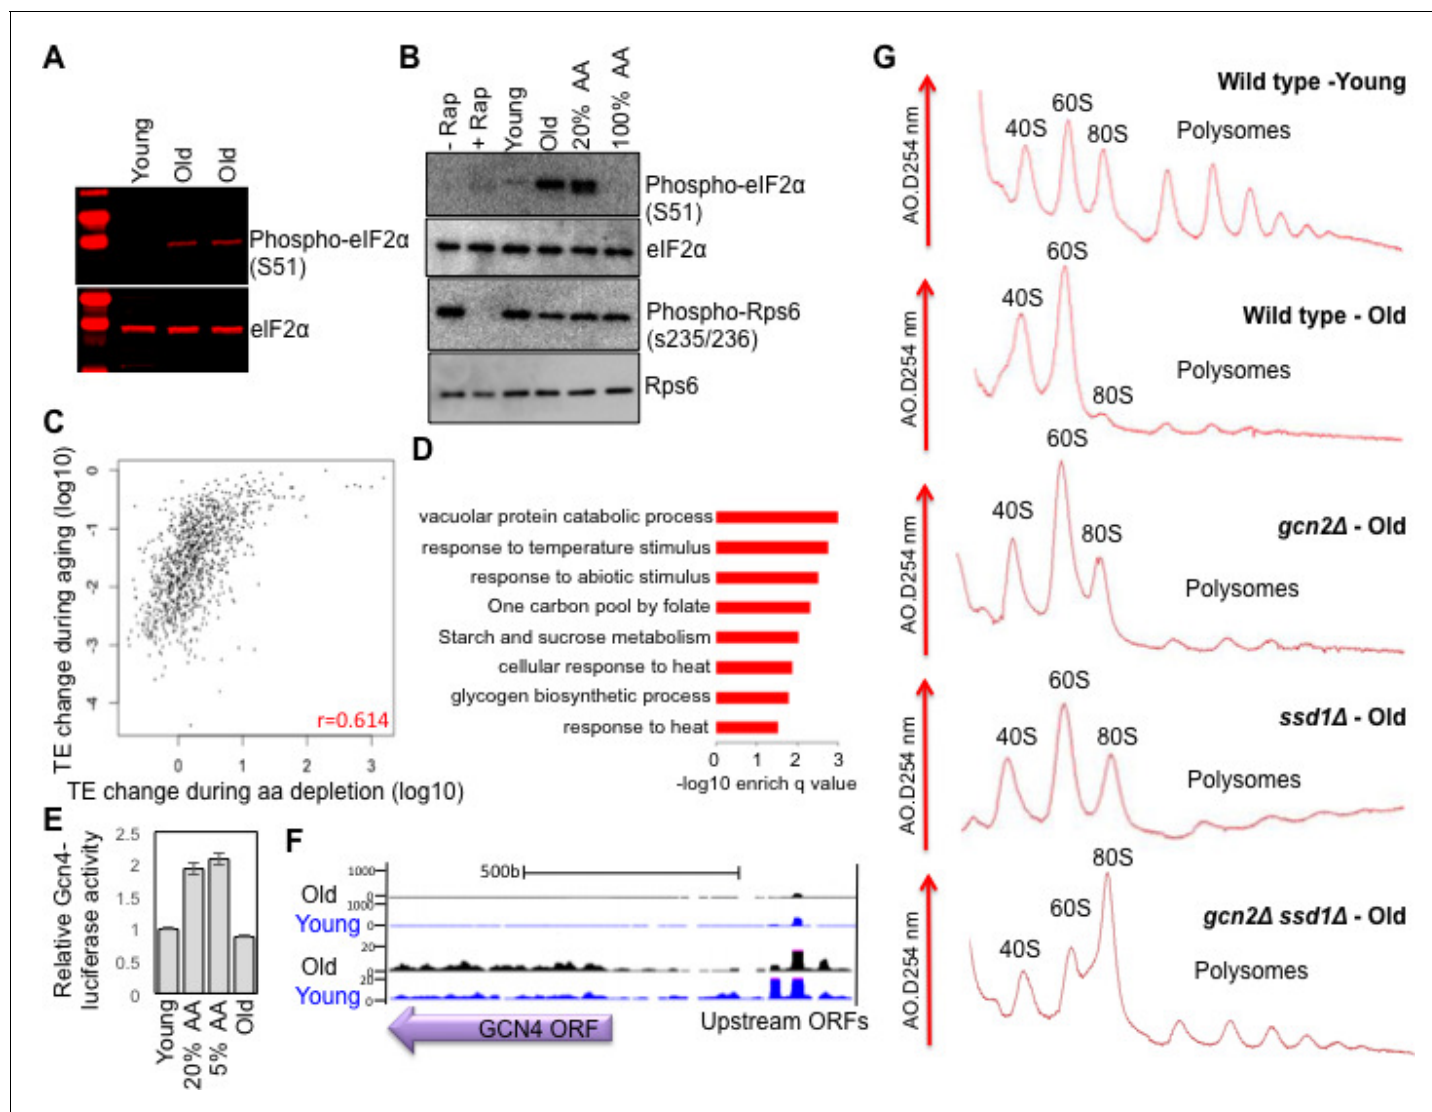 A
Young
Old
Old
Phospho-eIF2α
(S51)
eIF2α
B
- Rap
+ Rap
Young
Old
20% AA
100% AA
Phospho-eIF2α
(S51)
eIF2α
Phospho-Rps6
(s235/236)
Rps6
C
TE change during aging (log10)
0
-1
-2
-3
-4
r=0.614
0 1 2 3
TE change during aa depletion (log10)
D
vacuolar protein catabolic process
response to temperature stimulus
response to abiotic stimulus
One carbon pool by folate
Starch and sucrose metabolism
cellular response to heat
glycogen biosynthetic process
response to heat
0 1 2 3
-log10 enrich q value
E
Relative Gcn4-
luciferase activity
2.5
2
1.5
1
0.5
0
Young
20% AA
5% AA
Old
F
500b
1000
Old
0
1000
Young
0
20
Old
0
20
Young
0
GCN4 ORF
Upstream ORFs
G
Wild type -Young
AO.D254 nm
40S
60S
80S
Polysomes
Wild type - Old
AO.D254 nm
40S
60S
80S
Polysomes
gcn2Δ - Old
AO.D254 nm
40S
60S
80S
Polysomes
ssd1Δ - Old
AO.D254 nm
40S
60S
80S
Polysomes
gcn2Δ ssd1Δ - Old
AO.D254 nm
40S
60S
80S
Polysomes